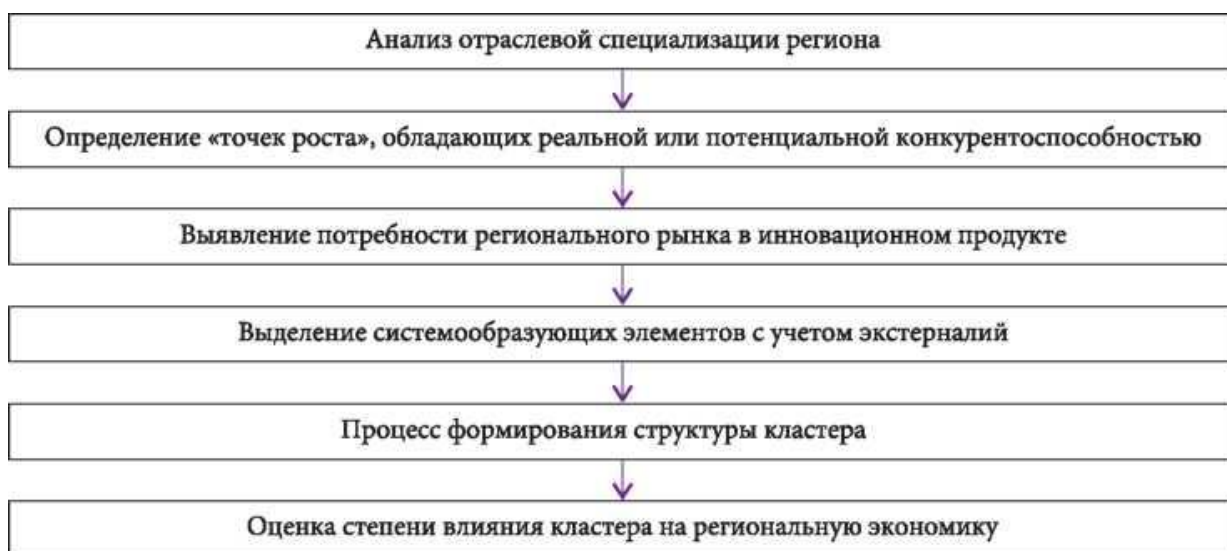 Анализ отраслевой специализации региона
Определение «точек роста», обладающих реальной или потенциальной конкурентоспособностью
Выявление потребности регионального рынка в инновационном продукте
Выделение системообразующих элементов с учетом экстерналий
Процесс формирования структуры кластера
Оценка степени влияния кластера на региональную экономику